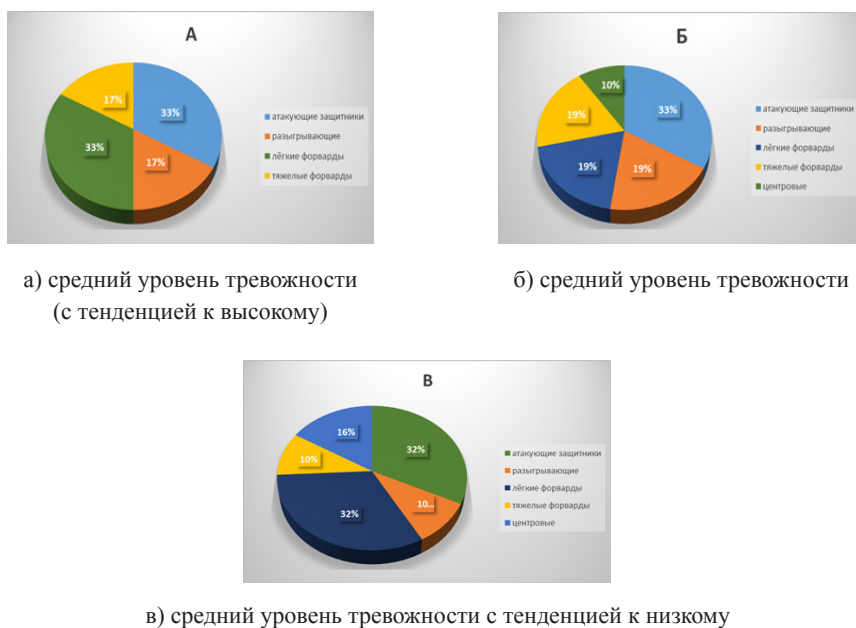 А
33%
17%
33%
17%
атакующие защитники
разыгрывающие
лёгкие форварды
тяжелые форварды
а) средний уровень тревожности
(с тенденцией к высокому)
Б
33%
19%
19%
19%
10%
атакующие защитники
разыгрывающие
лёгкие форварды
тяжелые форварды
центровые
б) средний уровень тревожности
В
32%
10...
32%
10%
16%
атакующие защитники
разыгрывающие
лёгкие форварды
тяжелые форварды
центровые
в) средний уровень тревожности с тенденцией к низкому